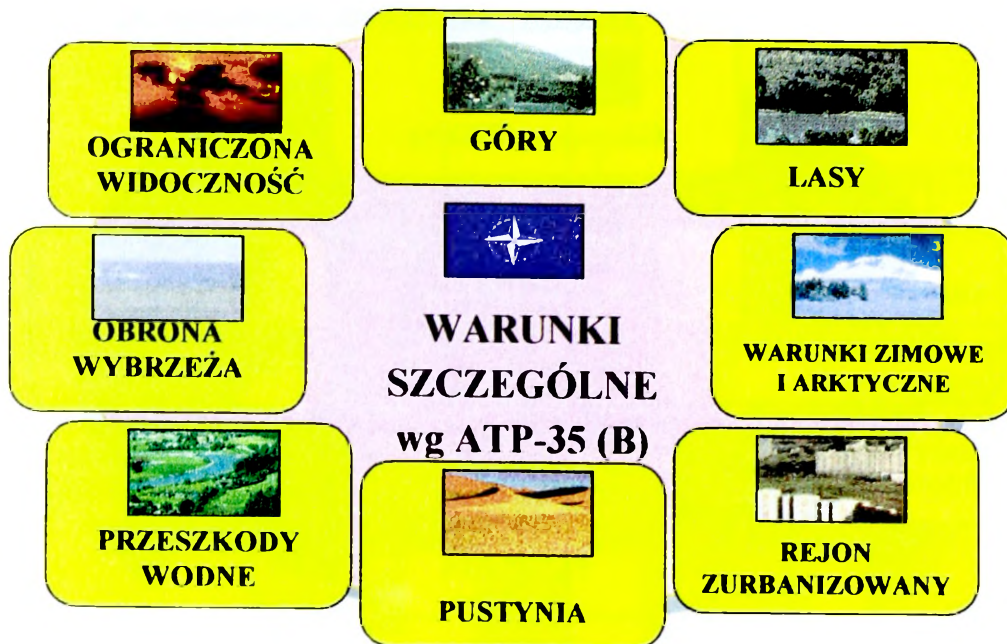 OGRANICZONA
WIDOCZNOŚĆ
GÓRY
LASY
OBRONA
WYBRZEŻA
WARUNKI
SZCZEGÓLNE
wg ATP-35 (B)
3
WARUNKI ZIMOWE
I ARKTYCZNE
PRZESZKODY
WODNE
PUSTYNIA
REJON
ZURBANIZOWANY